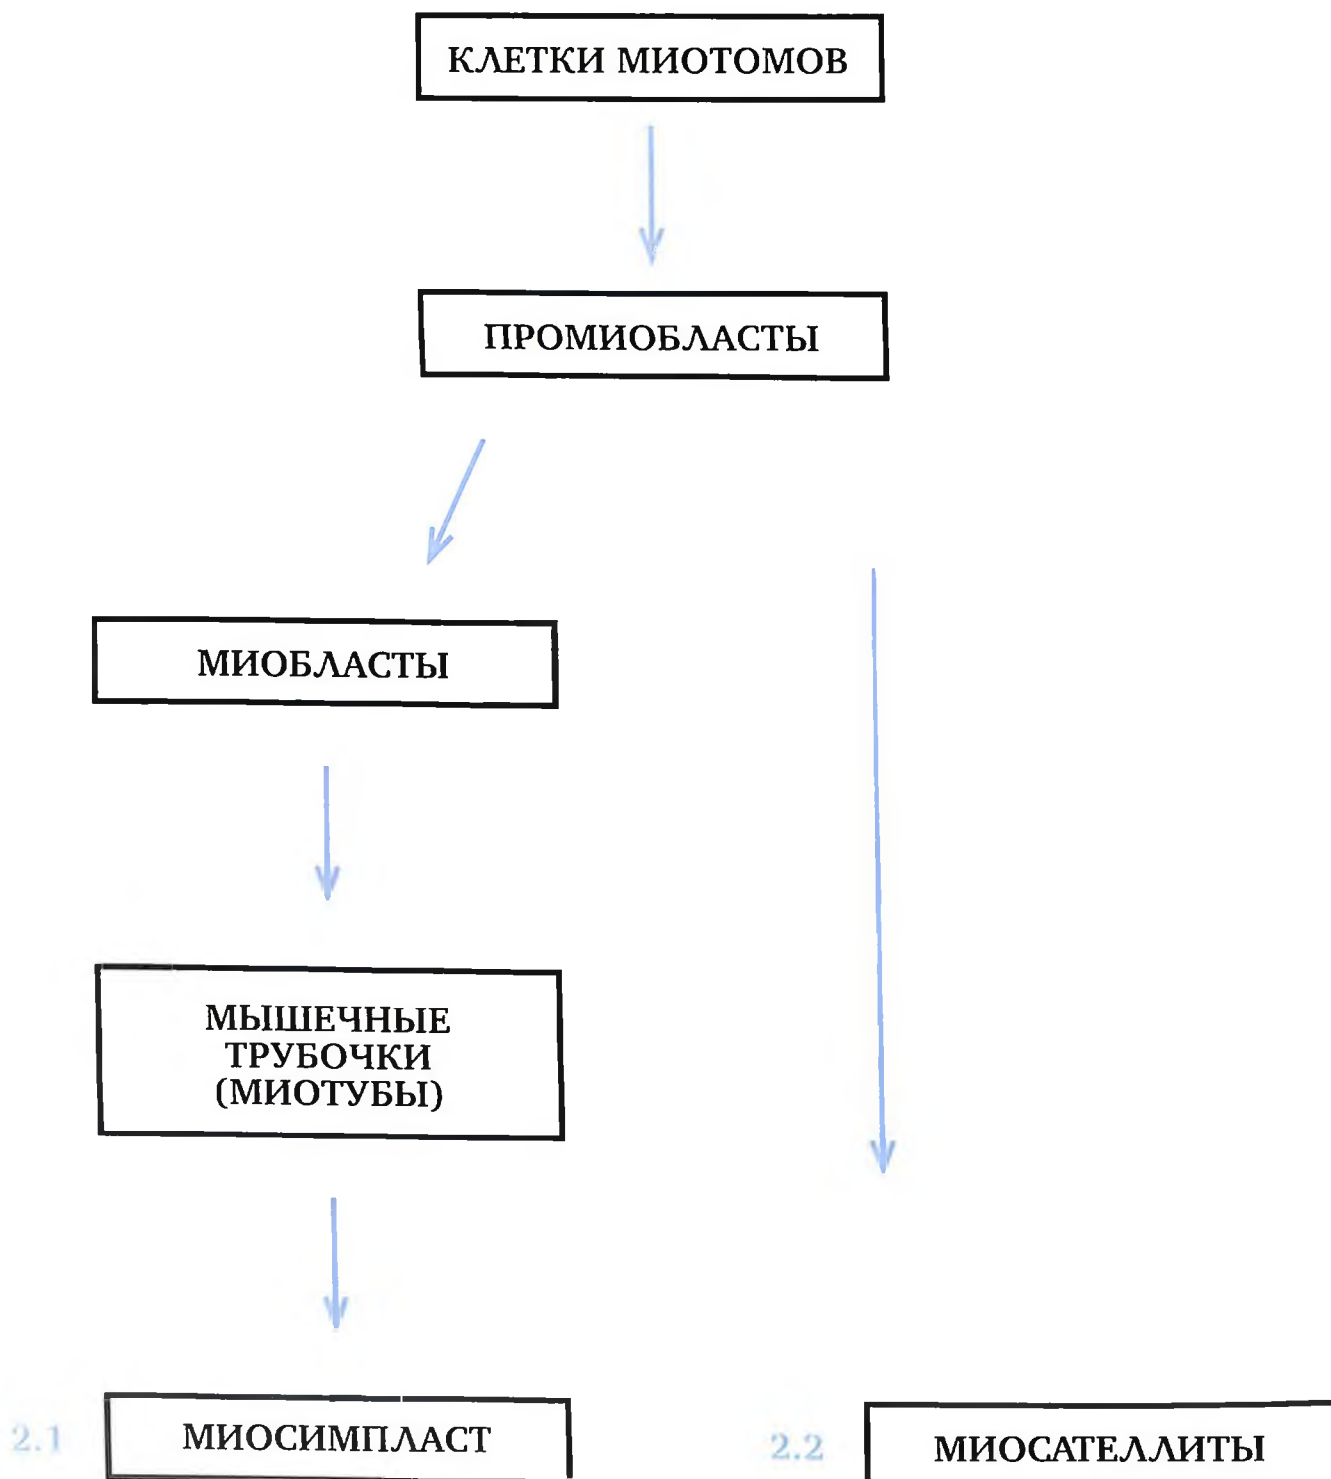 КЛЕТКИ МИОТОМОВ
ПРОМИОБЛАСТЫ
МИОБЛАСТЫ
МЫШЕЧНЫЕ
ТРУБОЧКИ
(МИОТУБЫ)
2.1 МИОСИМПЛАСТ
2.2 МИОСАТЕЛЛИТЫ